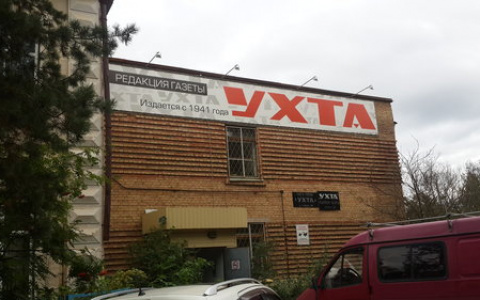 РЕДАКЦИЯ ГАЗЕТЫ
Издается с 1941 года
УХТА
УХТА УХТА